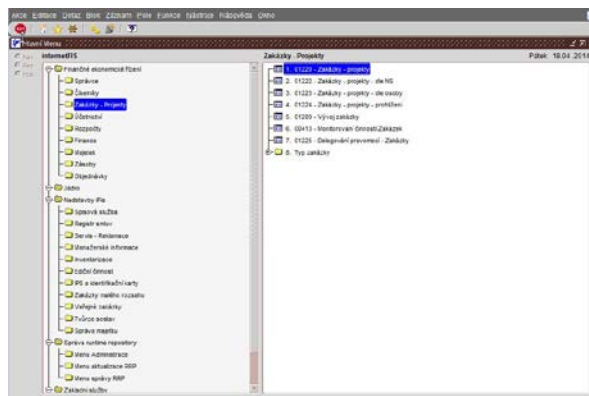 Akce Editace Dotaz Blok Záznam Pole Funkce Nástroje Nápověda Okno
Hlavní Menu
InternetFIS
Finanční ekonomické řízení
Správce
Číselníky
Zakázky - Projekty
Účetnictví
Rozpočty
Finance
Majetek
Zásoby
Objednávky
Jádro
Nadstavby iFIS
Spisová služba
Registr smluv
Servis - Reklamace
Manažerské informace
Inventarizace
Ediční činnost
IPS a identifikační karty
Zakázky malého rozsahu
Veřejné zakázky
Tvůrce sestav
Správa majetku
Správa runtime repository
Menu Administrace
Menu aktualizace RRP
Menu správy RRP
Základní služby
Zakázky - Projekty
Pátek 18.04.2014
1. 01220 - Zakázky - projekty
2. 01222 - Zakázky - projekty - dle NS
3. 01223 - Zakázky - projekty - dle osoby
4. 01224 - Zakázky - projekty - prohlížení
5. 01209 - Vývoj zakázky
6. 00413 - Monitorování činností Zakázek
7. 01225 - Delegování pravomocí - Zakázky
8. Typ zakázky